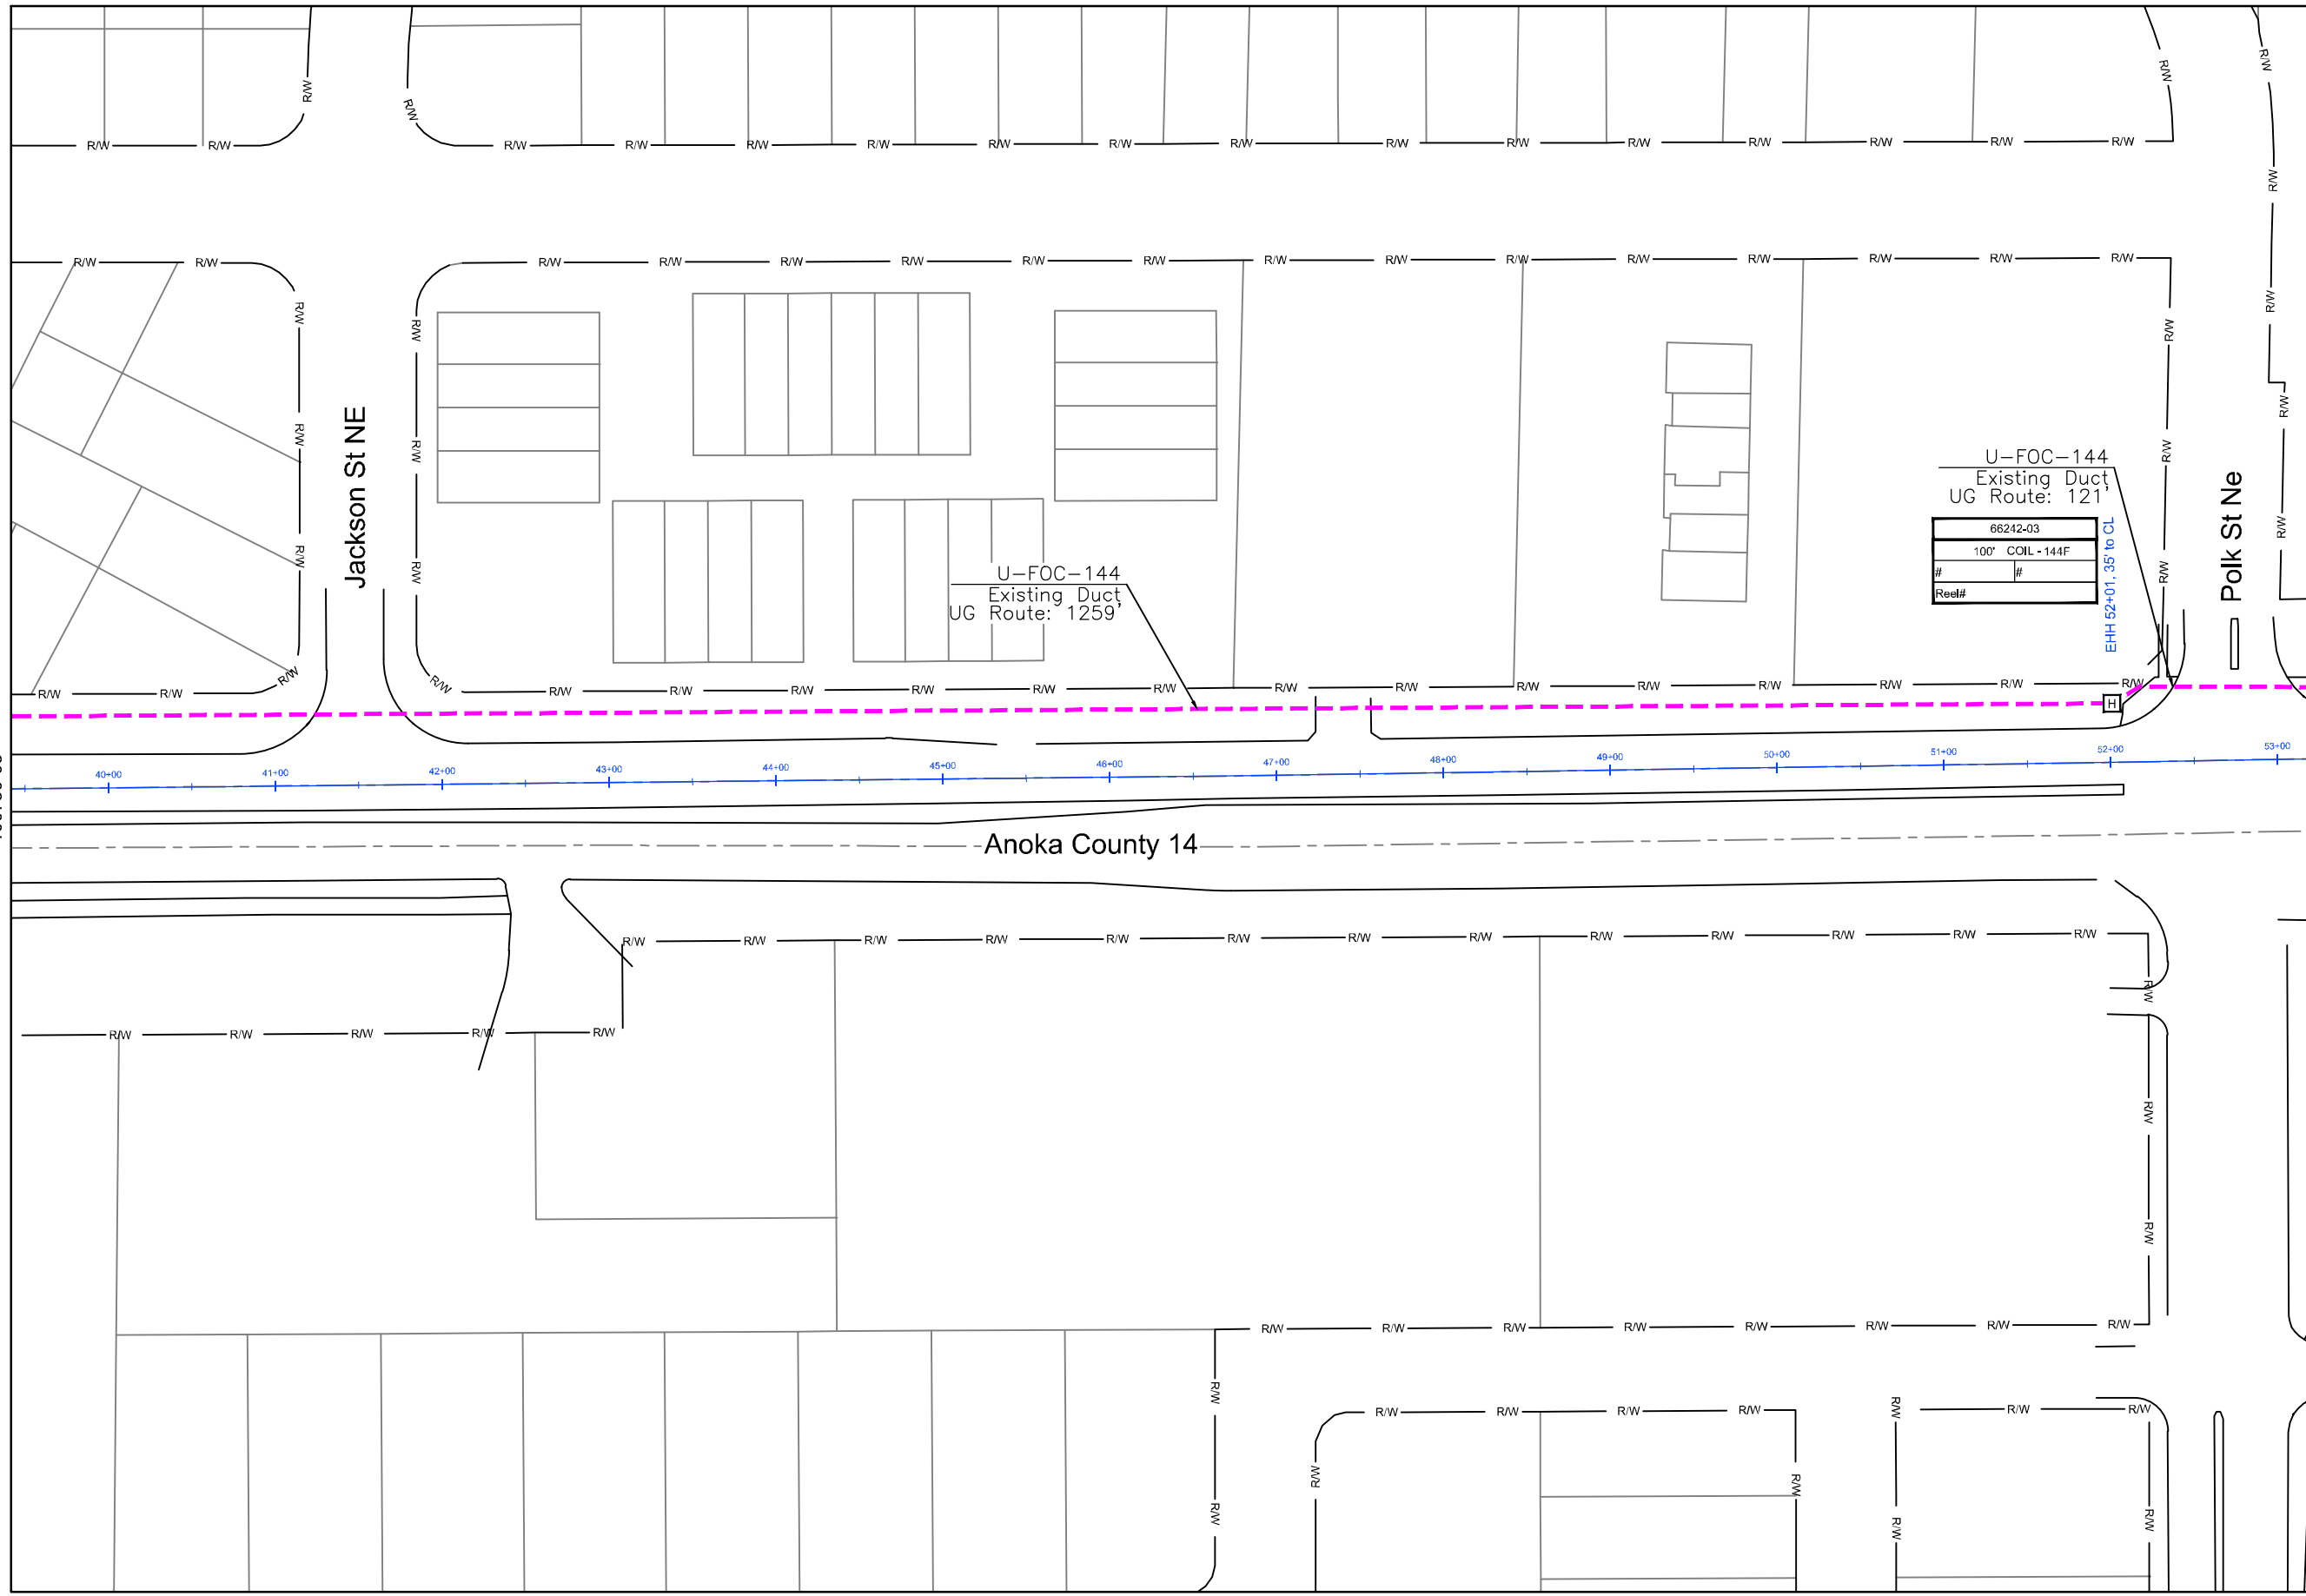 Jackson St NE
Polk St Ne
U-FOC-144
Existing Duct
UG Route: 121'
66242-03
100' COIL - 144F
# #
Reel#
EHH 52+01, 35' to CL
U-FOC-144
Existing Duct
UG Route: 1259'
H
40+00 41+00 42+00 43+00 44+00 45+00 46+00 47+00 48+00 49+00 50+00 51+00 52+00 53+00
Anoka County 14
R/W R/W R/W R/W R/W R/W R/W R/W R/W R/W R/W R/W R/W R/W R/W R/W